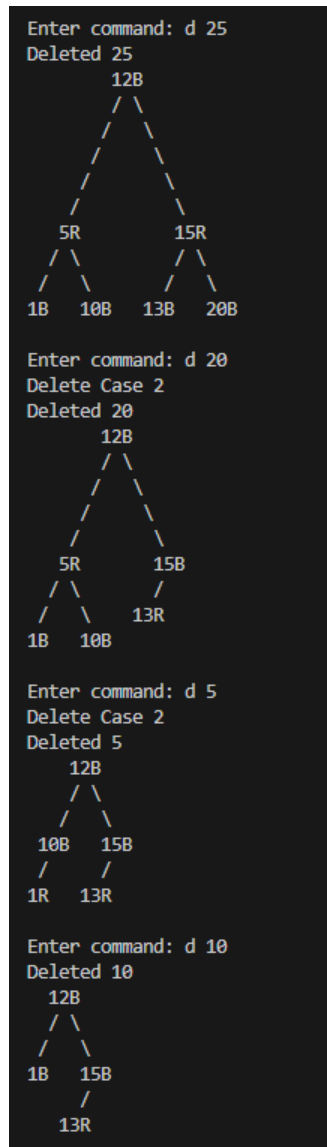 Enter command: d 25
Deleted 25
12B
/ \
/ \
/ \
/ \
/ \
5R 15R
/ \ / \
/ \ / \
1B 10B 13B 20B
Enter command: d 20
Delete Case 2
Deleted 20
12B
/ \
/ \
/ \
/ \
5R 15B
/ \ /
/ \ 13R
1B 10B
Enter command: d 5
Delete Case 2
Deleted 5
12B
/ \
/ \
10B 15B
/ /
1R 13R
Enter command: d 10
Deleted 10
12B
/ \
/ \
1B 15B
/
13R